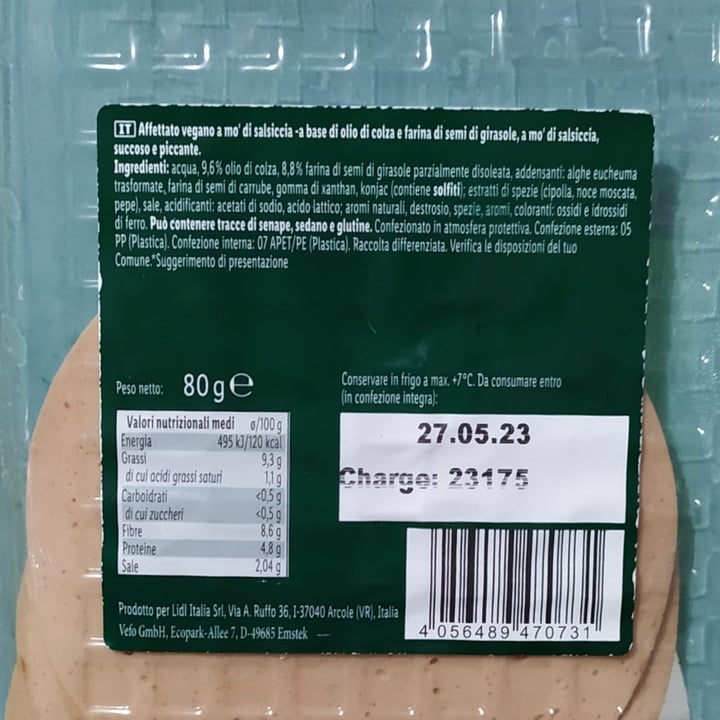 IT Affettato vegano a mo' di salsiccia -a base di olio di colza e farina di semi di girasole, a mo' di salsiccia,
succoso e piccante.
Ingredienti: acqua, 9,6% olio di colza, 8,8% farina di semi di girasole parzialmente disoleata, addensanti: alghe eucheuma
trasformate, farina di semi di carrube, gomma di xanthan, konjac (contiene solfiti); estratti di spezie (cipolla, noce moscata,
pepe), sale, acidificanti: acetati di sodio, acido lattico; aromi naturali, destrosio, spezie, aromi, coloranti: ossidi e idrossidi
di ferro. Può contenere tracce di senape, sedano e glutine. Confezionato in atmosfera protettiva. Confezione esterna: 05
PP (Plastica). Confezione interna: 07 APET/PE (Plastica). Raccolta differenziata. Verifica le disposizioni del tuo
Comune.*Suggerimento di presentazione
Peso netto: 80 g e
Conservare in frigo a max. +7°C. Da consumare entro
(in confezione integra):
27.05.23
Charge: 23175
Valori nutrizionali medi ø/100 g
Energia 495 kJ/120 kcal
Grassi 9,3 g
di cui acidi grassi saturi 1,1 g
Carboidrati <0,5 g
di cui zuccheri <0,5 g
Fibre 8,6 g
Proteine 4,8 g
Sale 2,04 g
Prodotto per Lidl Italia Srl, Via A. Ruffo 36, I-37040 Arcole (VR), Italia
Vefo GmbH, Ecopark-Allee 7, D-49685 Emstek
4 056489 470731